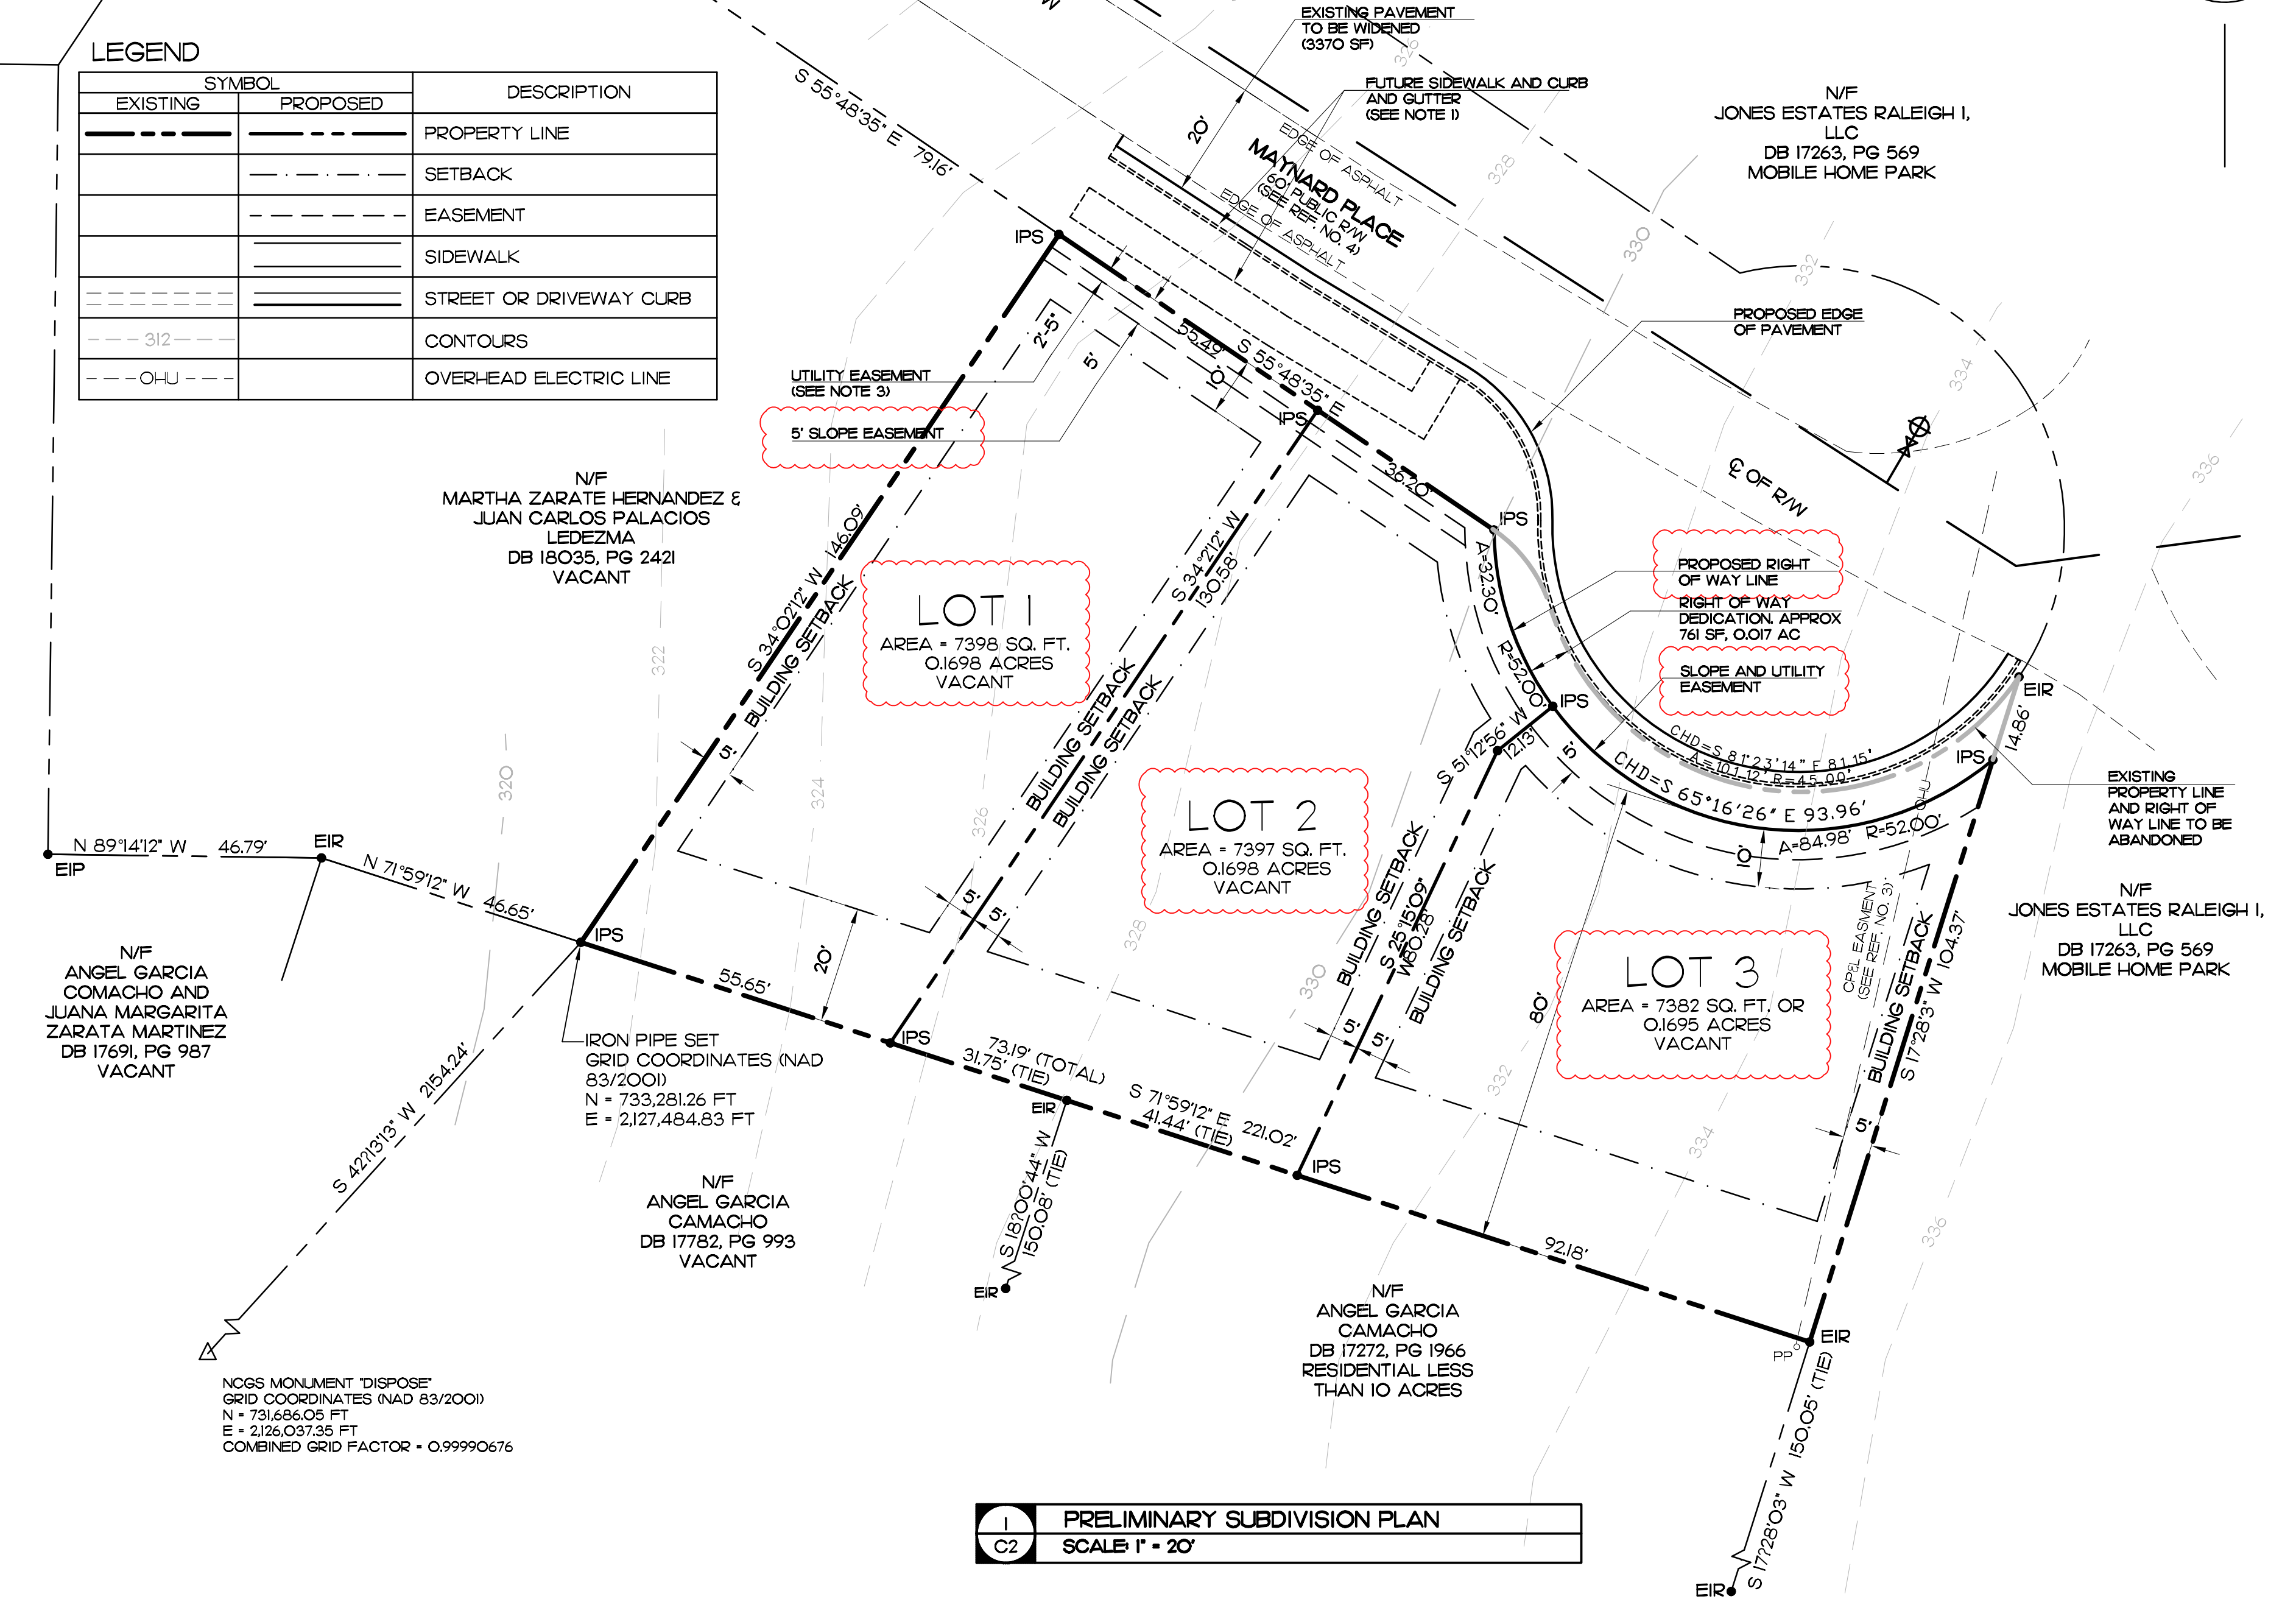 LEGEND
SYMBOL
EXISTING
PROPOSED
DESCRIPTION
PROPERTY LINE
SETBACK
EASEMENT
SIDEWALK
STREET OR DRIVEWAY CURB
312
CONTOURS
OHU
OVERHEAD ELECTRIC LINE
W
EXISTING PAVEMENT
TO BE WIDENED
(3370 SF)
326
FUTURE SIDEWALK AND CURB
AND GUTTER
(SEE NOTE 1)
N/F
JONES ESTATES RALEIGH I,
LLC
DB 17263, PG 569
MOBILE HOME PARK
S 55°48'35" E 79.16'
20'
EDGE OF ASPHALT
MAYNARD PLACE
60' PUBLIC R/W
(SEE REF. NO. 4)
EDGE OF ASPHALT
328
330
332
334
336
PROPOSED EDGE
OF PAVEMENT
IPS
2'-5"
5'
55.49'
10'
S 55°48'35" E
IPS
36.20'
IPS
UTILITY EASEMENT
(SEE NOTE 3)
5' SLOPE EASEMENT
℄ OF R/W
N/F
MARTHA ZARATE HERNANDEZ &
JUAN CARLOS PALACIOS
LEDEZMA
DB 18035, PG 2421
VACANT
S 34°02'12" W 146.09'
BUILDING SETBACK
5'
LOT 1
AREA = 7398 SQ. FT.
0.1698 ACRES
VACANT
S 34°2'12" W
130.58'
BUILDING SETBACK
BUILDING SETBACK
A=32.30'
R=52.00'
IPS
PROPOSED RIGHT
OF WAY LINE
RIGHT OF WAY
DEDICATION. APPROX
761 SF, 0.017 AC
SLOPE AND UTILITY
EASEMENT
EIR
14.86'
IPS
S 51°12'56" W
12.13'
5'
CHD=S 81°23'14" E 81.15'
A=101.12' R=45.00'
CHD=S 65°16'26" E 93.96'
A=84.98' R=52.00'
OHU
10'
EXISTING
PROPERTY LINE
AND RIGHT OF
WAY LINE TO BE
ABANDONED
N/F
JONES ESTATES RALEIGH I,
LLC
DB 17263, PG 569
MOBILE HOME PARK
320
322
324
326
328
330
332
334
336
LOT 2
AREA = 7397 SQ. FT.
0.1698 ACRES
VACANT
BUILDING SETBACK
S 25°15'09"
W80.28'
BUILDING SETBACK
LOT 3
AREA = 7382 SQ. FT. OR
0.1695 ACRES
VACANT
80'
CP&L EASMENT
(SEE REF. NO. 3)
BUILDING SETBACK
S 17°28'3" W 104.37'
5'
N 89°14'12" W 46.79'
EIP
EIR
N 71°59'12" W 46.65'
IPS
55.65'
20'
5'
5'
5'
5'
N/F
ANGEL GARCIA
COMACHO AND
JUANA MARGARITA
ZARATA MARTINEZ
DB 17691, PG 987
VACANT
IRON PIPE SET
GRID COORDINATES (NAD
83/2001)
N = 733,281.26 FT
E = 2,127,484.83 FT
IPS
73.19' (TOTAL)
31.75' (TIE)
EIR
S 71°59'12" E 221.02'
41.44' (TIE)
IPS
92.18'
S 42?13'13" W 2154.24'
S 18?00'44" W
150.08' (TIE)
EIR
N/F
ANGEL GARCIA
CAMACHO
DB 17782, PG 993
VACANT
N/F
ANGEL GARCIA
CAMACHO
DB 17272, PG 1966
RESIDENTIAL LESS
THAN 10 ACRES
EIR
PP
S 17?28'03" W 150.05' (TIE)
EIR
NCGS MONUMENT "DISPOSE"
GRID COORDINATES (NAD 83/2001)
N = 731,686.05 FT
E = 2,126,037.35 FT
COMBINED GRID FACTOR = 0.99990676
1
C2
PRELIMINARY SUBDIVISION PLAN
SCALE: 1" = 20'